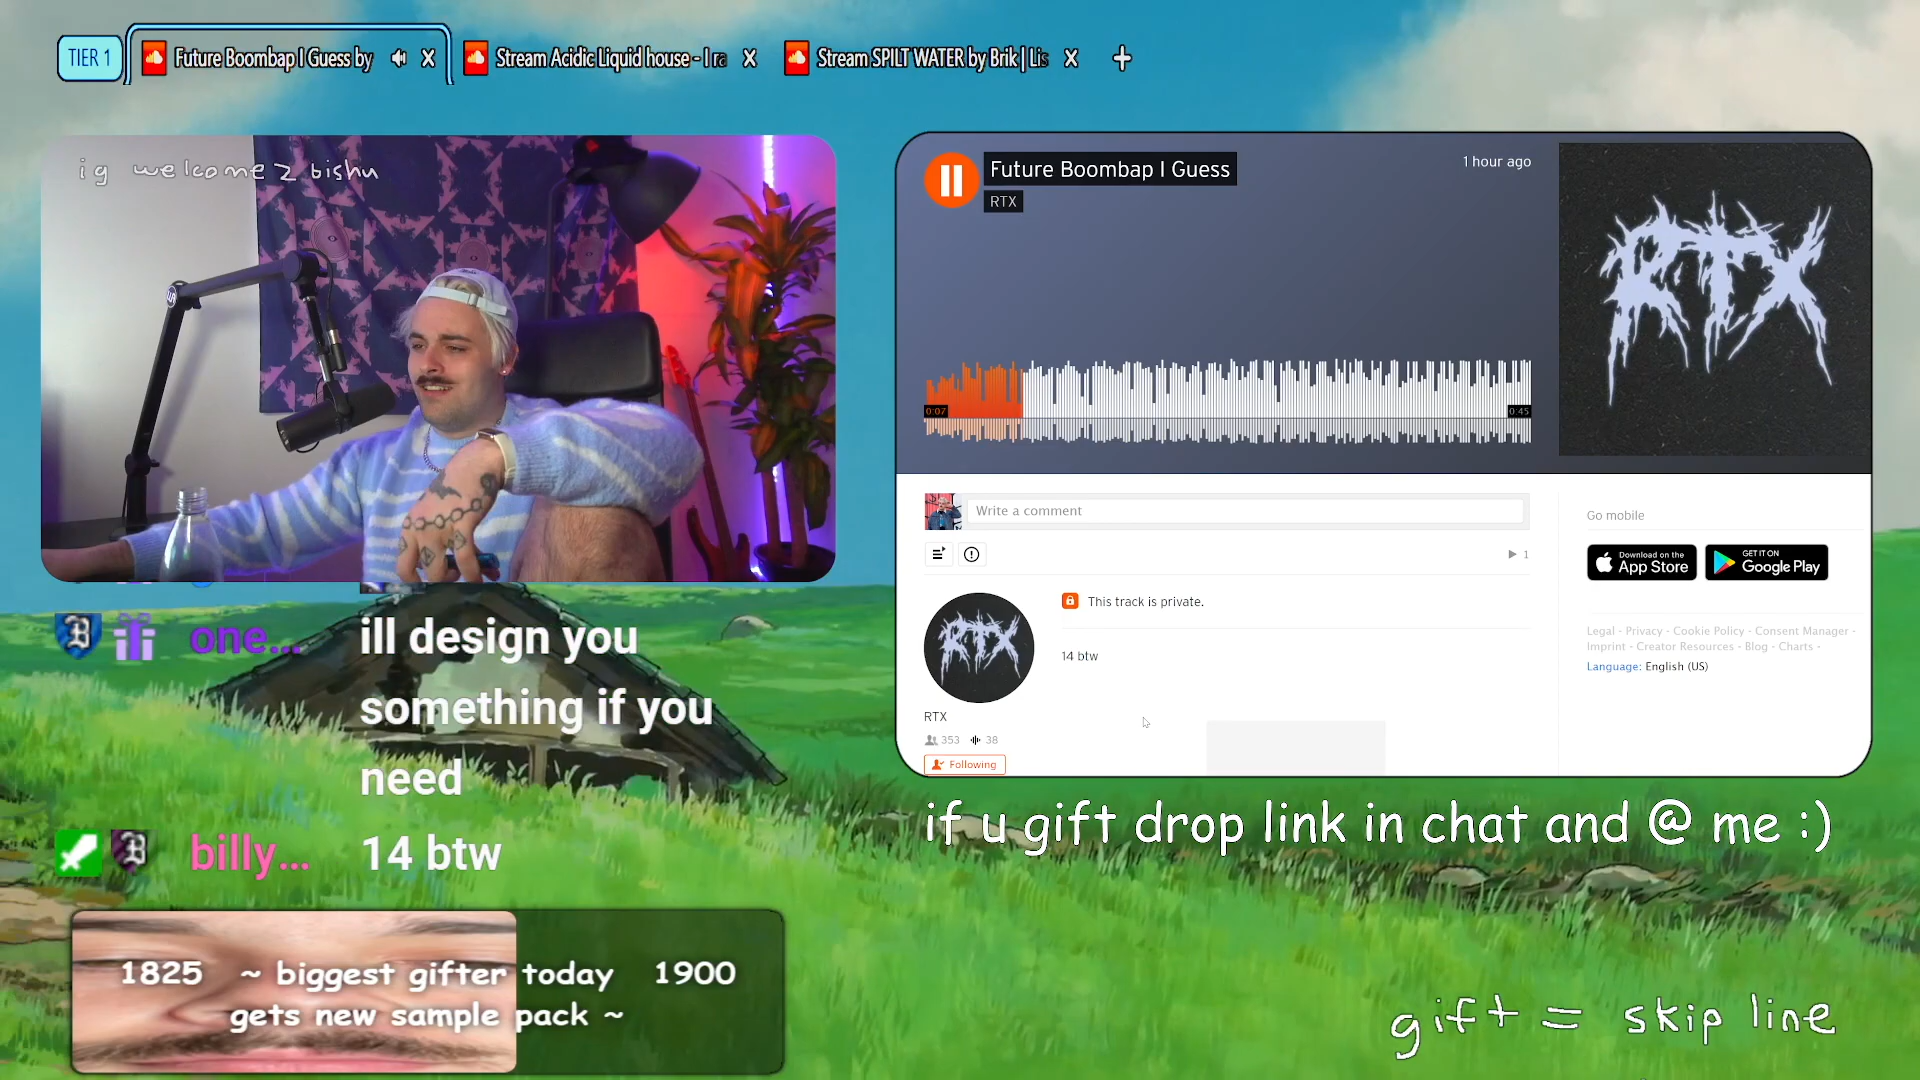 TIER 1
Future Boombap I Guess by
X
Stream Acidic Liquid house - I ra
X
Stream SPILT WATER by Brik | Lis
X
+
ig welcome2bishu
Future Boombap I Guess
RTX
1 hour ago
RTX
0:07
0:45
Write a comment
1
This track is private.
14 btw
RTX
RTX
353
38
Following
Go mobile
Download on the
App Store
GET IT ON
Google Play
Legal - Privacy - Cookie Policy - Consent Manager -
Imprint - Creator Resources - Blog - Charts -
Language: English (US)
one...
ill design you
something if you
need
billy...
14 btw
if u gift drop link in chat and @ me :)
1825 ~ biggest gifter today 1900
gets new sample pack ~
gift = skip line